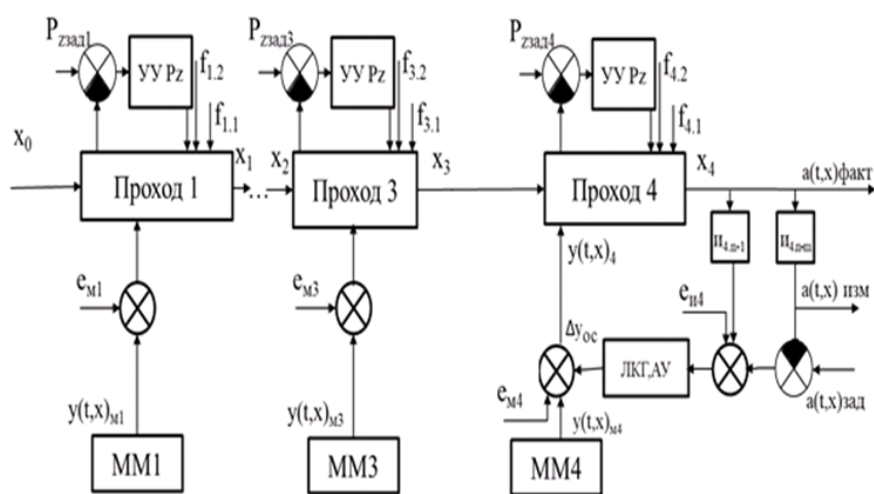 Pzзад1
УУ Pz
f1.2
f1.1
x0
Проход 1
x1
...
eм1
y(t,x)м1
ММ1
Pzзад3
УУ Pz
f3.2
f3.1
x2
Проход 3
x3
eм3
y(t,x)м3
ММ3
Pzзад4
УУ Pz
f4.2
f4.1
Проход 4
x4
a(t,x)факт
и4.n-1
и4.n-m
y(t,x)4
eи4
a(t,x) изм
Δyос
ЛКГ,АУ
a(t,x)зад
eм4
y(t,x)м4
ММ4